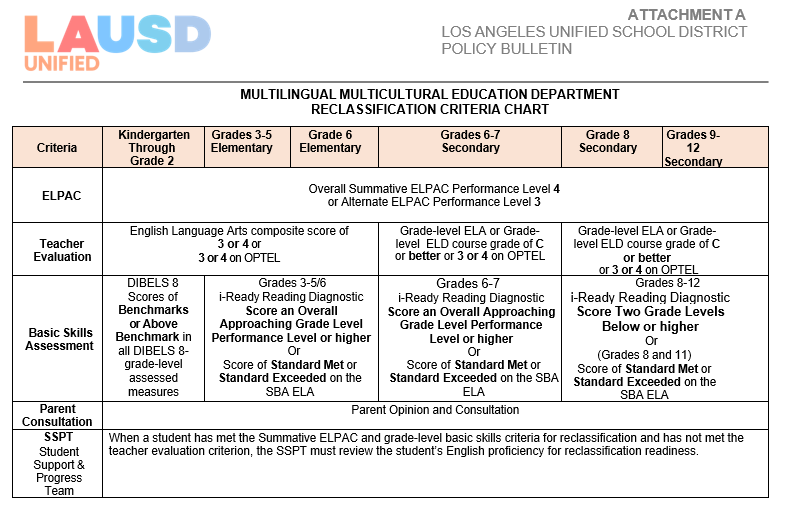 LAUSD
UNIFIED
ATTACHMENT A
LOS ANGELES UNIFIED SCHOOL DISTRICT
POLICY BULLETIN
MULTILINGUAL MULTICULTURAL EDUCATION DEPARTMENT
RECLASSIFICATION CRITERIA CHART
Criteria
Kindergarten
Through
Grade 2
Grades 3-5
Elementary
Grade 6
Elementary
Grades 6-7
Secondary
Grade 8
Secondary
Grades 9-
12
Secondary
ELPAC
Overall Summative ELPAC Performance Level 4
or Alternate ELPAC Performance Level 3
Teacher
Evaluation
English Language Arts composite score of
3 or 4 or
3 or 4 on OPTEL
Grade-level ELA or Grade-
level ELD course grade of C
or better or 3 or 4 on OPTEL
Grade-level ELA or Grade-
level ELD course grade of C
or better
or 3 or 4 on OPTEL
Basic Skills
Assessment
DIBELS 8
Scores of
Benchmarks
or Above
Benchmark in
all DIBELS 8-
grade-level
assessed
measures
Grades 3-5/6
i-Ready Reading Diagnostic
Score an Overall
Approaching Grade Level
Performance Level or higher
Or
Score of Standard Met or
Standard Exceeded on the
SBA ELA
Grades 6-7
i-Ready Reading Diagnostic
Score an Overall Approaching
Grade Level Performance
Level or higher
Or
Score of Standard Met or
Standard Exceeded on the SBA
ELA
Grades 8-12
i-Ready Reading Diagnostic
Score Two Grade Levels
Below or higher
Or
(Grades 8 and 11)
Score of Standard Met or
Standard Exceeded on the
SBA ELA
Parent
Consultation
Parent Opinion and Consultation
SSPT
Student
Support &
Progress
Team
When a student has met the Summative ELPAC and grade-level basic skills criteria for reclassification and has not met the
teacher evaluation criterion, the SSPT must review the student's English proficiency for reclassification readiness.